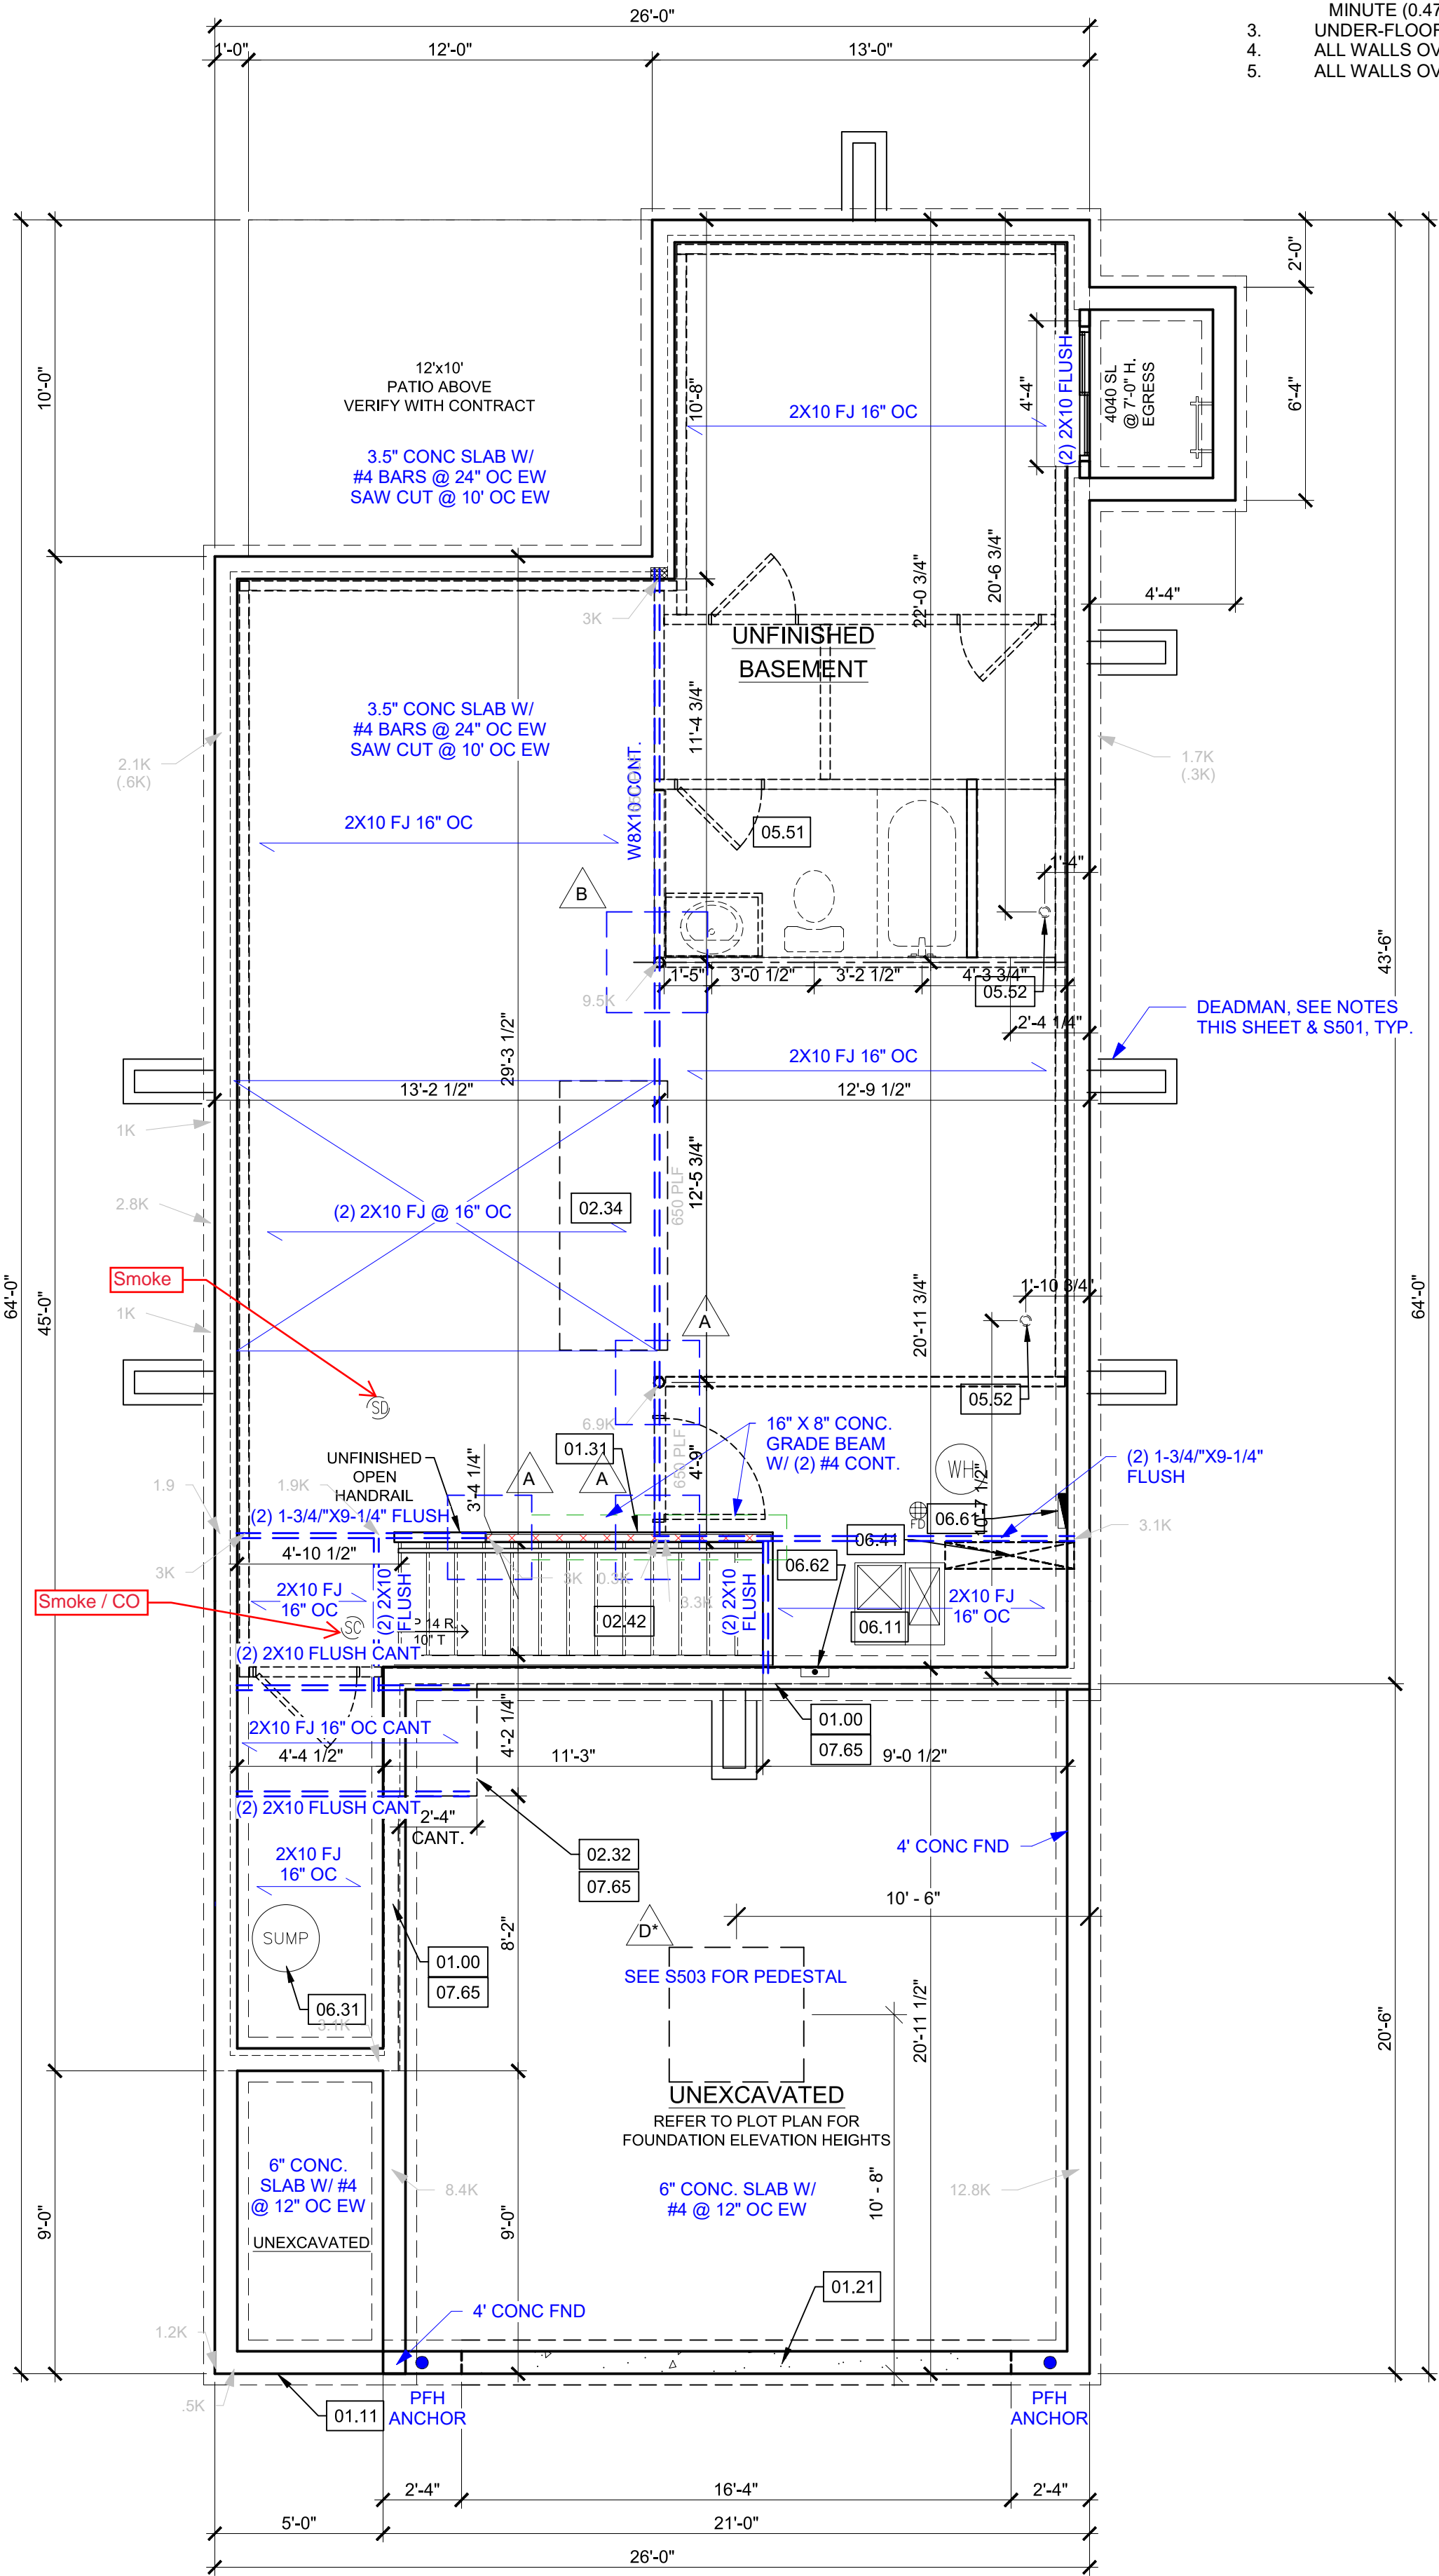 26'-0"
1'-0"
12'-0"
13'-0"
MINUTE (0.47
3. UNDER-FLOOR
4. ALL WALLS OV
5. ALL WALLS OV
2'-0"
10'-0"
12'x10'
PATIO ABOVE
VERIFY WITH CONTRACT
3.5" CONC SLAB W/
#4 BARS @ 24" OC EW
SAW CUT @ 10' OC EW
10'-8"
2X10 FJ 16" OC
4'-4"
(2) 2X10 FLUSH
4040 SL
@ 7'-0" H.
EGRESS
6'-4"
20'-6 3/4"
22'-0 3/4"
4'-4"
3K
UNFINISHED
BASEMENT
11'-4 3/4"
3.5" CONC SLAB W/
#4 BARS @ 24" OC EW
SAW CUT @ 10' OC EW
2.1K
(.6K)
1.7K
(.3K)
W8X10 CONT.
2X10 FJ 16" OC
05.51
B
1'-4"
43'-6"
9.5K
1'-5"
3'-0 1/2"
3'-2 1/2"
4'-3 3/4"
05.52
2'-4 1/4"
DEADMAN, SEE NOTES
THIS SHEET & S501, TYP.
29'-3 1/2"
2X10 FJ 16" OC
13'-2 1/2"
12'-9 1/2"
1K
12'-5 3/4"
650 PLF
2.8K
(2) 2X10 FJ @ 16" OC
02.34
Smoke
64'-0"
45'-0"
64'-0"
1K
1'-10 3/4"
20'-11 3/4"
A
SD
05.52
6.9K
01.31
16" X 8" CONC.
GRADE BEAM
W/ (2) #4 CONT.
650 PLF
4'-9"
UNFINISHED
OPEN
HANDRAIL
3'-4 1/4"
A
A
WH
10'-7 1/2"
(2) 1-3/4/"X9-1/4"
FLUSH
1.9
1.9K
(2) 1-3/4/"X9-1/4" FLUSH
FD
06.61
3.1K
4'-10 1/2"
06.41
06.62
3K
3K
0.3K
3.3K
2X10 FJ
16" OC
(2) 2X10
FLUSH
(2) 2X10
FLUSH
2X10 FJ
16" OC
Smoke / CO
SC
02.42
06.11
14 R
10" T
(2) 2X10 FLUSH CANT
4'-2 1/4"
2X10 FJ 16" OC CANT
01.00
07.65
4'-4 1/2"
11'-3"
9'-0 1/2"
(2) 2X10 FLUSH CANT
2'-4"
CANT.
02.32
07.65
4' CONC FND
2X10 FJ
16" OC
10' - 6"
SUMP
8'-2"
D*
01.00
07.65
SEE S503 FOR PEDESTAL
06.31
3.1K
20'-11 1/2"
20'-6"
UNEXCAVATED
REFER TO PLOT PLAN FOR
FOUNDATION ELEVATION HEIGHTS
6" CONC.
SLAB W/ #4
@ 12" OC EW
8.4K
6" CONC. SLAB W/
#4 @ 12" OC EW
12.8K
9'-0"
9'-0"
10' - 8"
UNEXCAVATED
01.21
4' CONC FND
1.2K
.5K
01.11
PFH
ANCHOR
PFH
ANCHOR
2'-4"
16'-4"
2'-4"
5'-0"
21'-0"
26'-0"